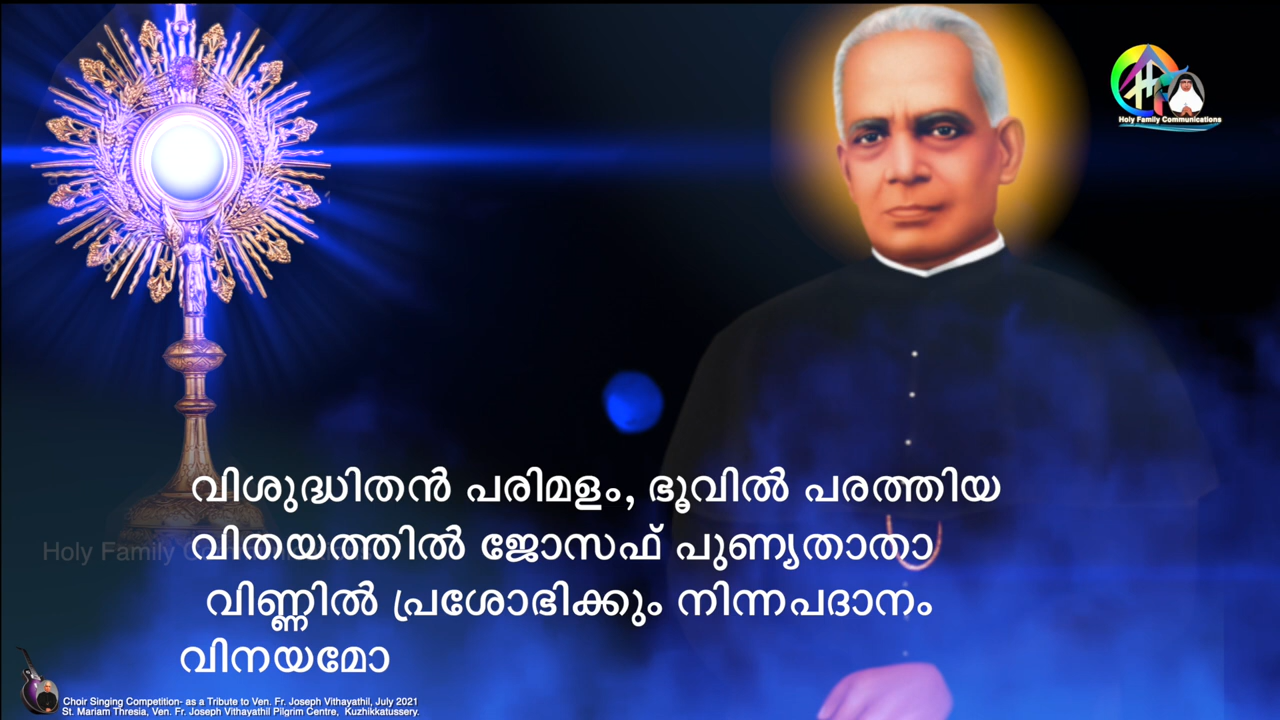 Holy Family Communications
വിശുദ്ധിതൻ പരിമളം, ഭൂവിൽ പരത്തിയ
വിതയത്തിൽ ജോസഫ് പുണ്യതാതാ
Holy Family
വിണ്ണിൽ പ്രശോഭിക്കും നിന്നപദാനം
വിനയമോ
Choir Singing Competition- as a Tribute to Ven. Fr. Joseph Vithayathil, July 2021
St. Mariam Thresia, Ven. Fr. Joseph Vithayathil Pilgrim Centre, Kuzhikkatussery.